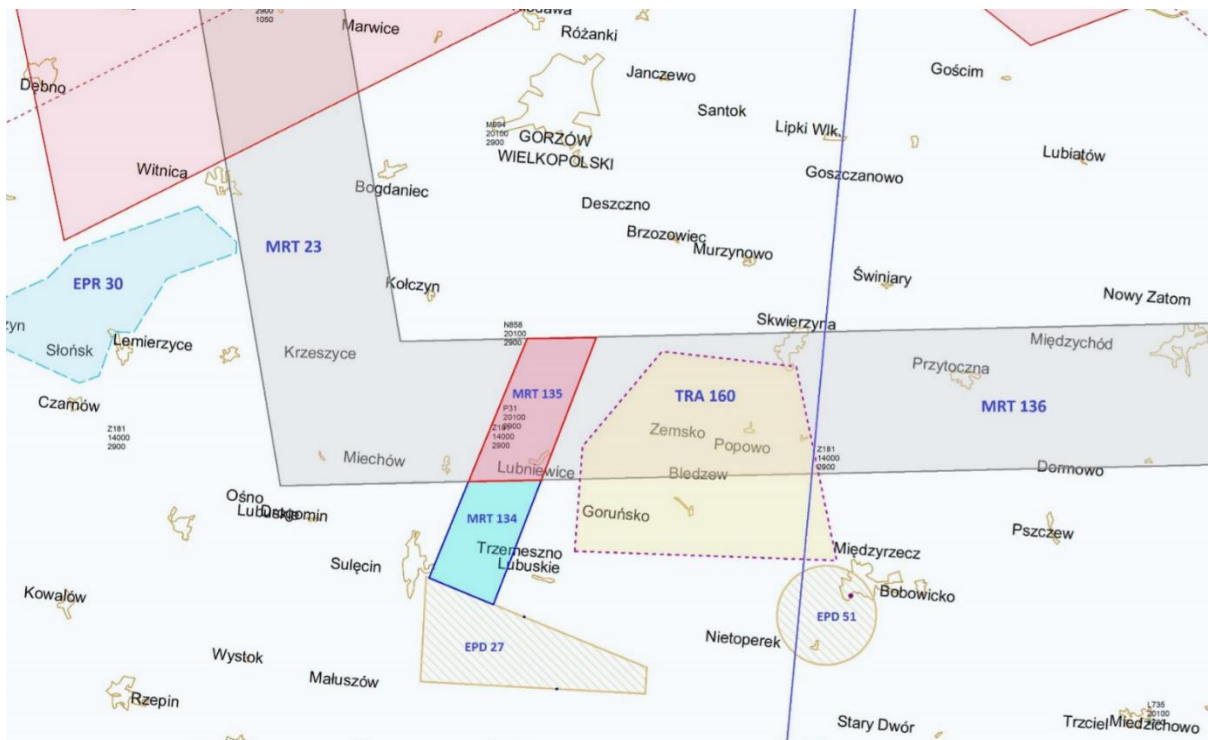 2900
1050
Marwice
Różanki
Janczewo
Gościm
Dębno
Santok
M894
20100
2900
GORZÓW
WIELKOPOLSKI
Lipki Wlk.
Lubiatów
Witnica
Bogdaniec
Goszczanowo
Deszczno
Brzozowiec
Murzynowo
MRT 23
EPR 30
Kołczyn
Świniary
Nowy Zatom
Skwierzyna
N858
20100
2900
Lemierzyce
Słońsk
Krzeszyce
Międzychód
Przytoczna
MRT 135
TRA 160
MRT 136
Czarnów
P31
20100
2900
Z181
14000
2900
Z181
14000
2900
Zemsko
Popowo
Miechów
Lubniewice
Bledzew
Z181
14000
2900
Dormowo
Ośno
Lubuskie
Drogomin
MRT 134
Goruńsko
Pszczew
Sulęcin
Trzemeszno
Lubuskie
Międzyrzecz
Bobowicko
Kowalów
EPD 51
Nietoperek
EPD 27
Wystok
Małuszów
Rzepin
Stary Dwór
L735
20100
Trzciel
Miedzichowo